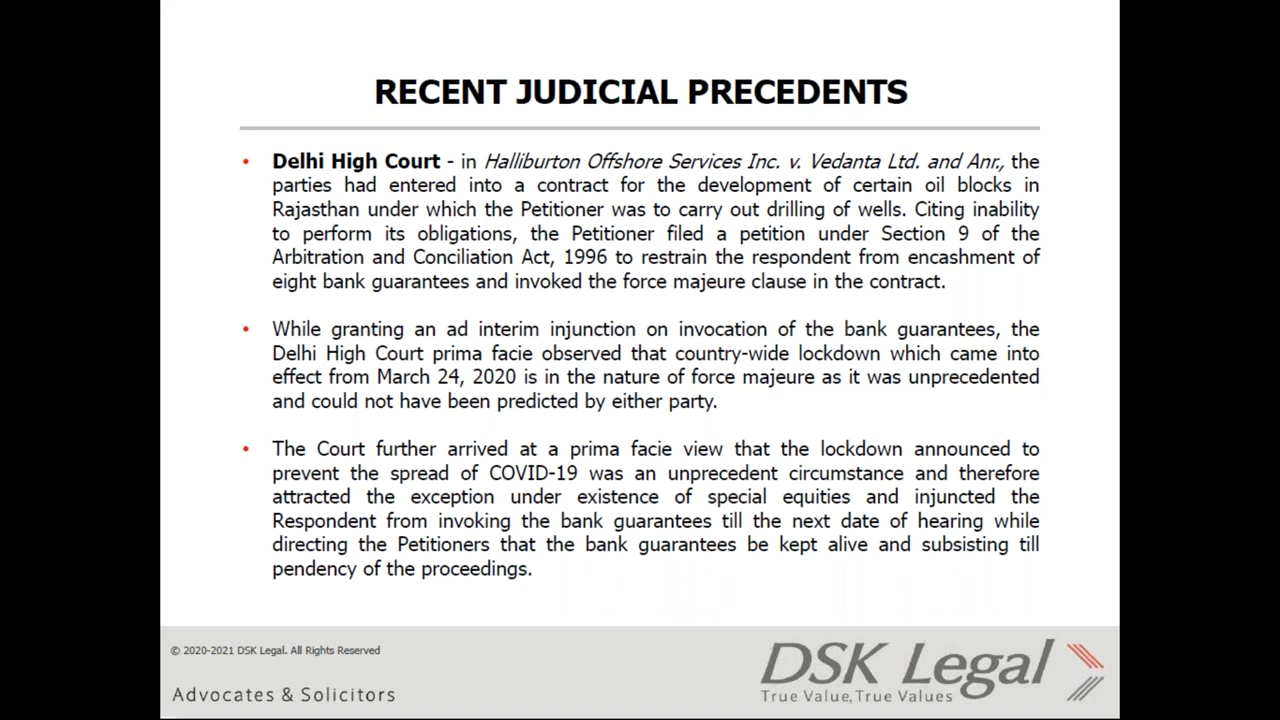 RECENT JUDICIAL PRECEDENTS
• Delhi High Court - in Halliburton Offshore Services Inc. v. Vedanta Ltd. and Anr., the
parties had entered into a contract for the development of certain oil blocks in
Rajasthan under which the Petitioner was to carry out drilling of wells. Citing inability
to perform its obligations, the Petitioner filed a petition under Section 9 of the
Arbitration and Conciliation Act, 1996 to restrain the respondent from encashment of
eight bank guarantees and invoked the force majeure clause in the contract.
• While granting an ad interim injunction on invocation of the bank guarantees, the
Delhi High Court prima facie observed that country-wide lockdown which came into
effect from March 24, 2020 is in the nature of force majeure as it was unprecedented
and could not have been predicted by either party.
• The Court further arrived at a prima facie view that the lockdown announced to
prevent the spread of COVID-19 was an unprecedent circumstance and therefore
attracted the exception under existence of special equities and injuncted the
Respondent from invoking the bank guarantees till the next date of hearing while
directing the Petitioners that the bank guarantees be kept alive and subsisting till
pendency of the proceedings.
© 2020-2021 DSK Legal. All Rights Reserved
Advocates & Solicitors
DSK Legal
True Value, True Values